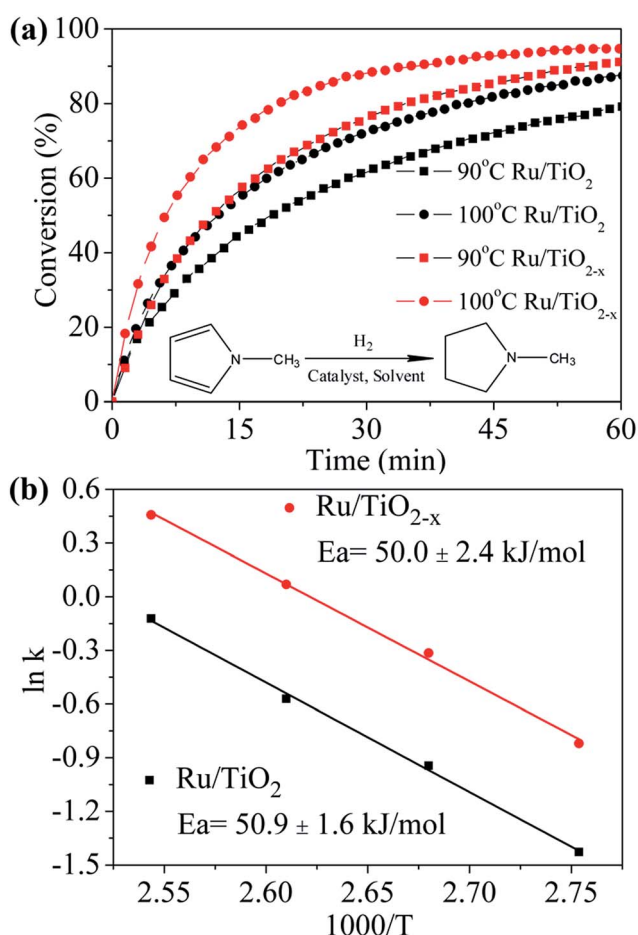 (a)
100
80
60
40
20
0
Conversion (%)
90°C Ru/TiO2
100°C Ru/TiO2
90°C Ru/TiO2-x
100°C Ru/TiO2-x
N
CH3
H2
Catalyst, Solvent
N
CH3
0 15 30 45 60
Time (min)
(b)
0.6
0.3
0.0
-0.3
-0.6
-0.9
-1.2
-1.5
ln k
Ru/TiO2-x
Ea= 50.0 ± 2.4 kJ/mol
Ru/TiO2
Ea= 50.9 ± 1.6 kJ/mol
2.55 2.60 2.65 2.70 2.75
1000/T